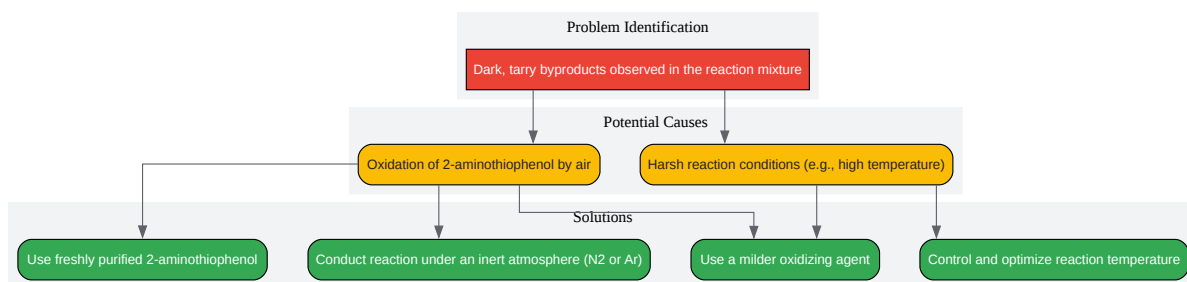 Problem Identification
Dark, tarry byproducts observed in the reaction mixture
Potential Causes
Oxidation of 2-aminothiophenol by air
Harsh reaction conditions (e.g., high temperature)
Solutions
Use freshly purified 2-aminothiophenol
Conduct reaction under an inert atmosphere (N2 or Ar)
Use a milder oxidizing agent
Control and optimize reaction temperature